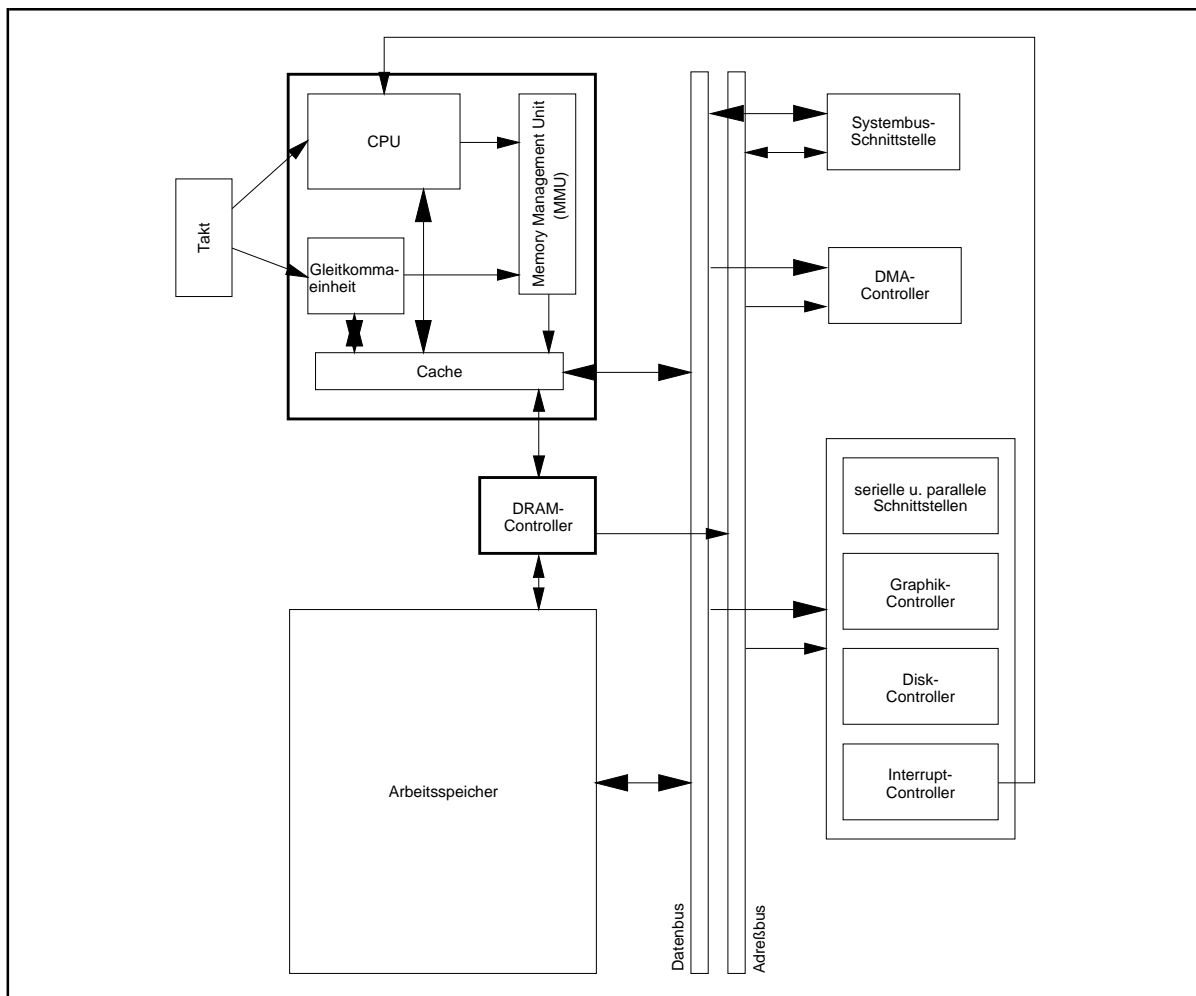 CPU
Memory Management Unit
(MMU)
Takt
Gleitkomma-
einheit
Cache
Systembus-
Schnittstelle
DMA-
Controller
DRAM-
Controller
serielle u. parallele
Schnittstellen
Graphik-
Controller
Disk-
Controller
Interrupt-
Controller
Arbeitsspeicher
Datenbus
Adreßbus